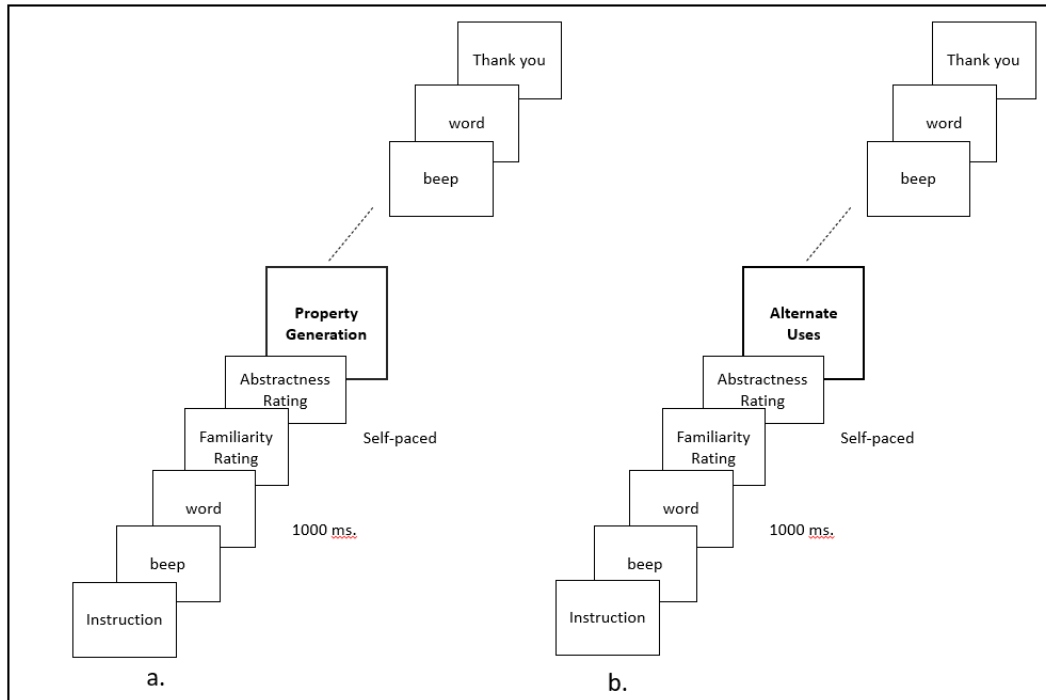 Thank you
word
beep
Property
Generation
Abstractness
Rating
Familiarity
Rating
Self-paced
word
1000 ms.
beep
Instruction
a.
Thank you
word
beep
Alternate
Uses
Abstractness
Rating
Familiarity
Rating
Self-paced
word
1000 ms.
beep
Instruction
b.